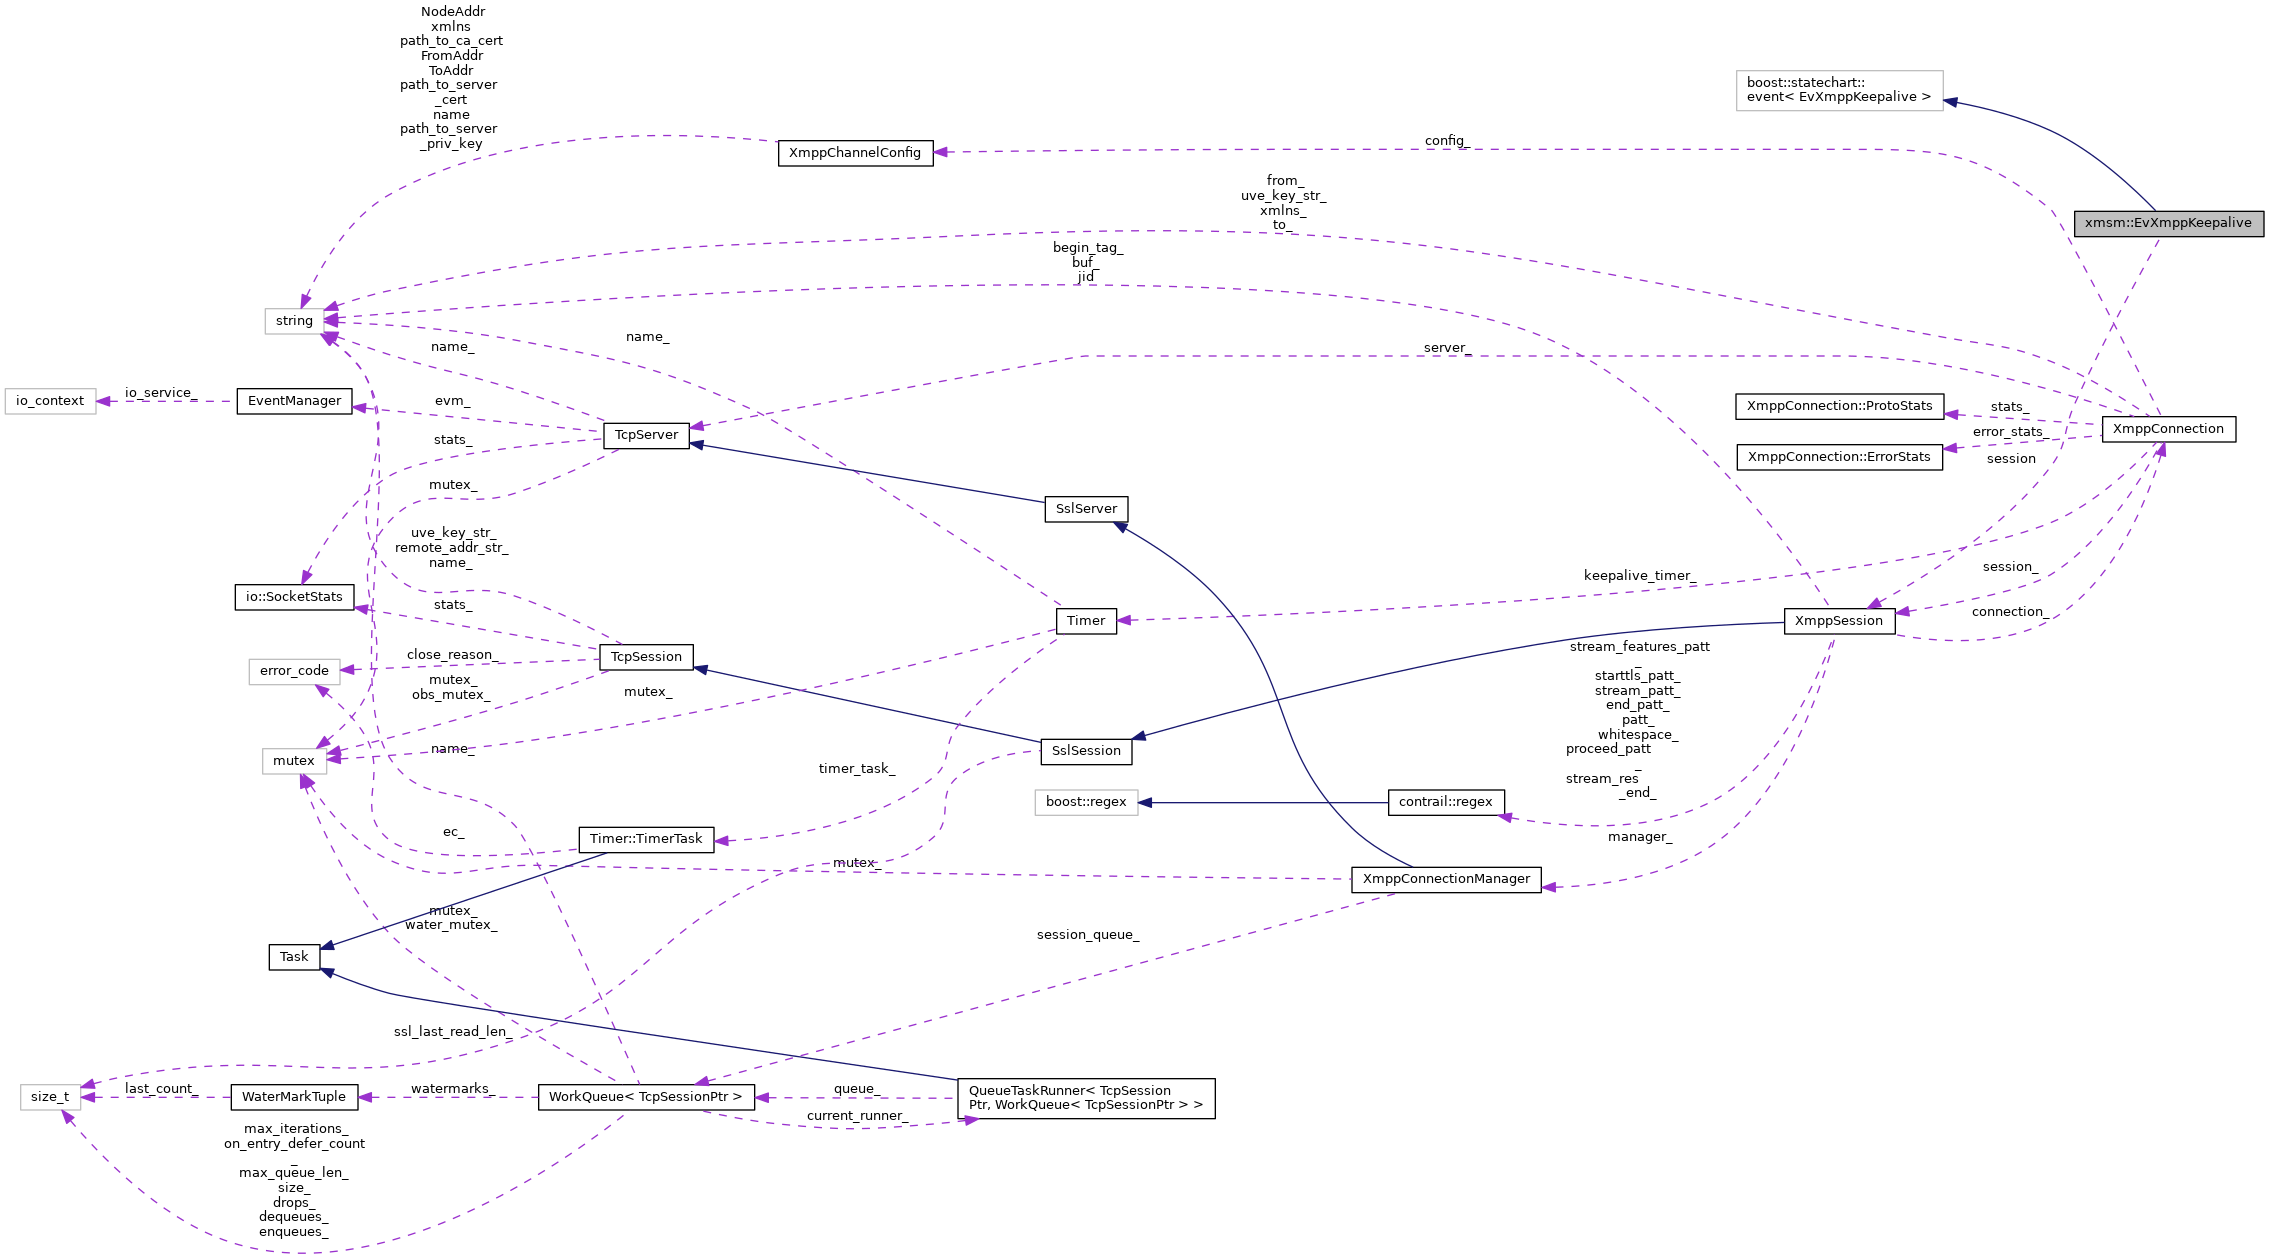 NodeAddr
xmlns
path_to_ca_cert
FromAddr
ToAddr
path_to_server
_cert
name
path_to_server
_priv_key
boost::statechart::
event< EvXmppKeepalive >
XmppChannelConfig
config_
xmsm::EvXmppKeepalive
from_
uve_key_str_
xmlns_
to_
begin_tag_
buf_
jid
string
name_
name_
server_
io_context
io_service_
EventManager
evm_
TcpServer
stats_
XmppConnection::ProtoStats
stats_
XmppConnection
error_stats_
XmppConnection::ErrorStats
session
mutex_
SslServer
uve_key_str_
remote_addr_str_
name_
io::SocketStats
stats_
keepalive_timer_
session_
connection_
Timer
XmppSession
TcpSession
close_reason_
error_code
mutex_
obs_mutex_
mutex_
stream_features_patt
_
starttls_patt_
stream_patt_
end_patt_
patt_
whitespace_
proceed_patt
_
stream_res
_end_
mutex
name_
SslSession
timer_task_
boost::regex
contrail::regex
ec_
Timer::TimerTask
manager_
mutex_
XmppConnectionManager
mutex_
water_mutex_
session_queue_
Task
ssl_last_read_len_
size_t
last_count_
WaterMarkTuple
watermarks_
WorkQueue< TcpSessionPtr >
queue_
current_runner_
QueueTaskRunner< TcpSession
Ptr, WorkQueue< TcpSessionPtr > >
max_iterations_
on_entry_defer_count
_
max_queue_len_
size_
drops_
dequeues_
enqueues_